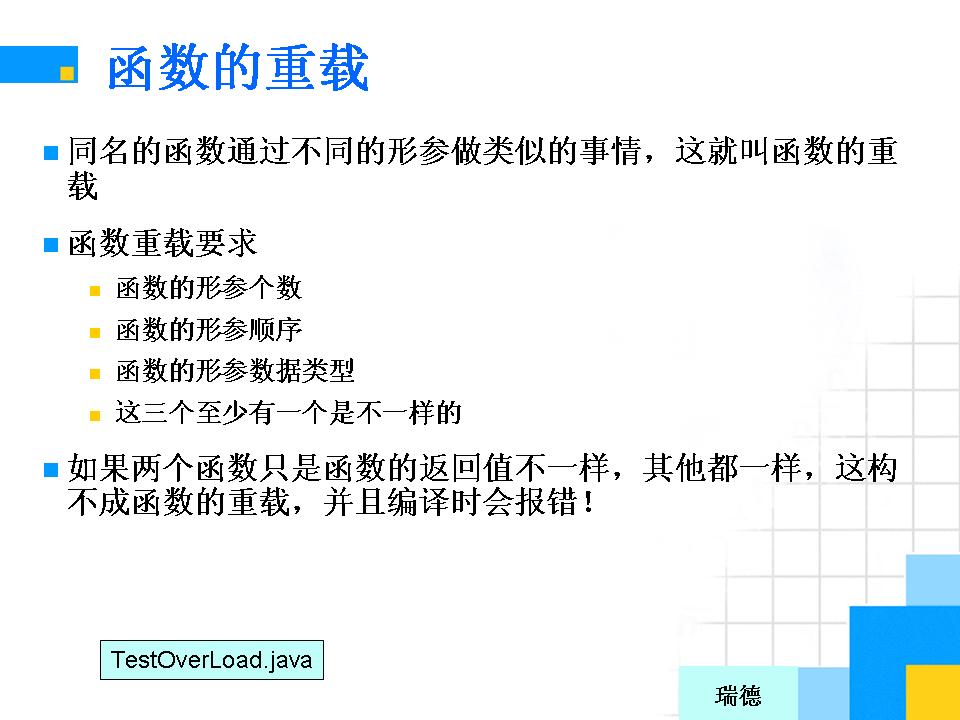 函数的重载
同名的函数通过不同的形参做类似的事情，这就叫函数的重
载
函数重载要求
函数的形参个数
函数的形参顺序
函数的形参数据类型
这三个至少有一个是不一样的
如果两个函数只是函数的返回值不一样，其他都一样，这构
不成函数的重载，并且编译时会报错！
TestOverLoad.java
瑞德